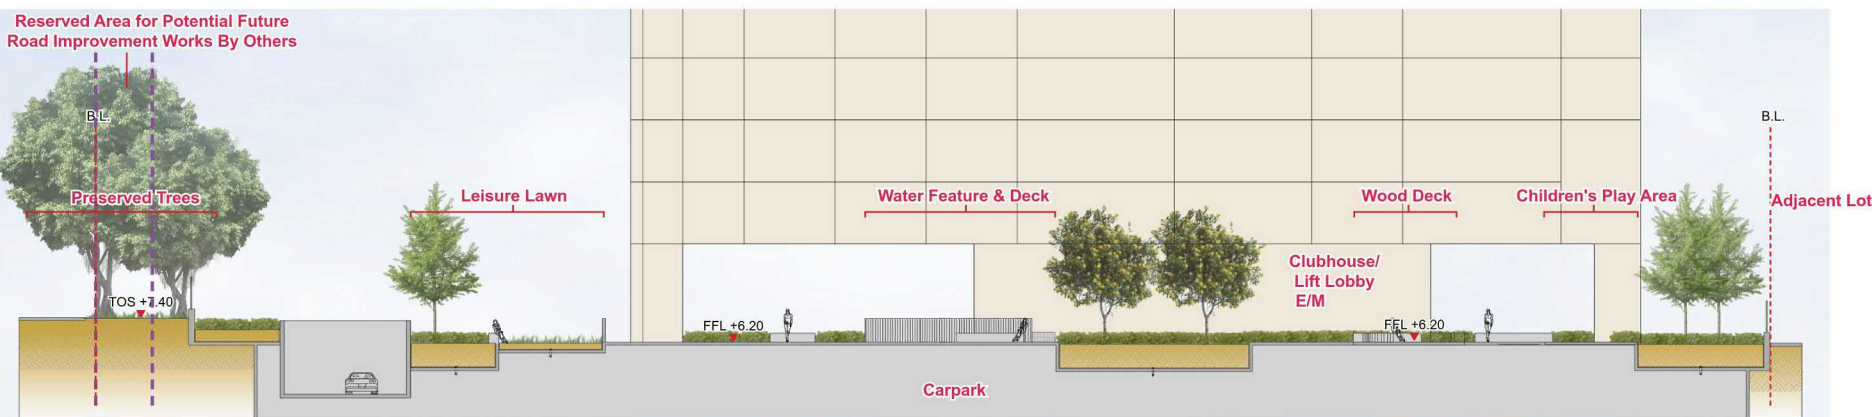 Reserved Area for Potential Future
Road Improvement Works By Others
B.L.
B.L.
Preserved Trees
Leisure Lawn
Water Feature & Deck
Wood Deck
Children's Play Area
Adjacent Lot
Clubhouse/
Lift Lobby
E/M
TOS +7.40
FFL +6.20
FFL +6.20
Carpark